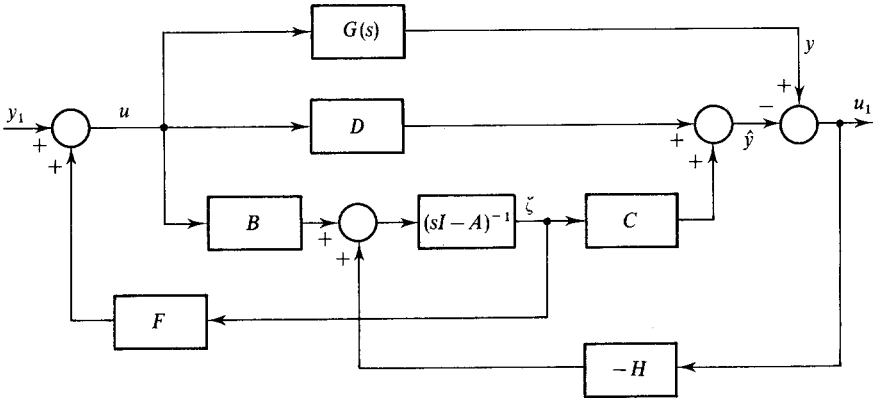 G(s)
y
y₁
+
+
u
D
+
+
−
ŷ
+
u₁
B
+
+
(sI − A)⁻¹
ζ
C
F
−H